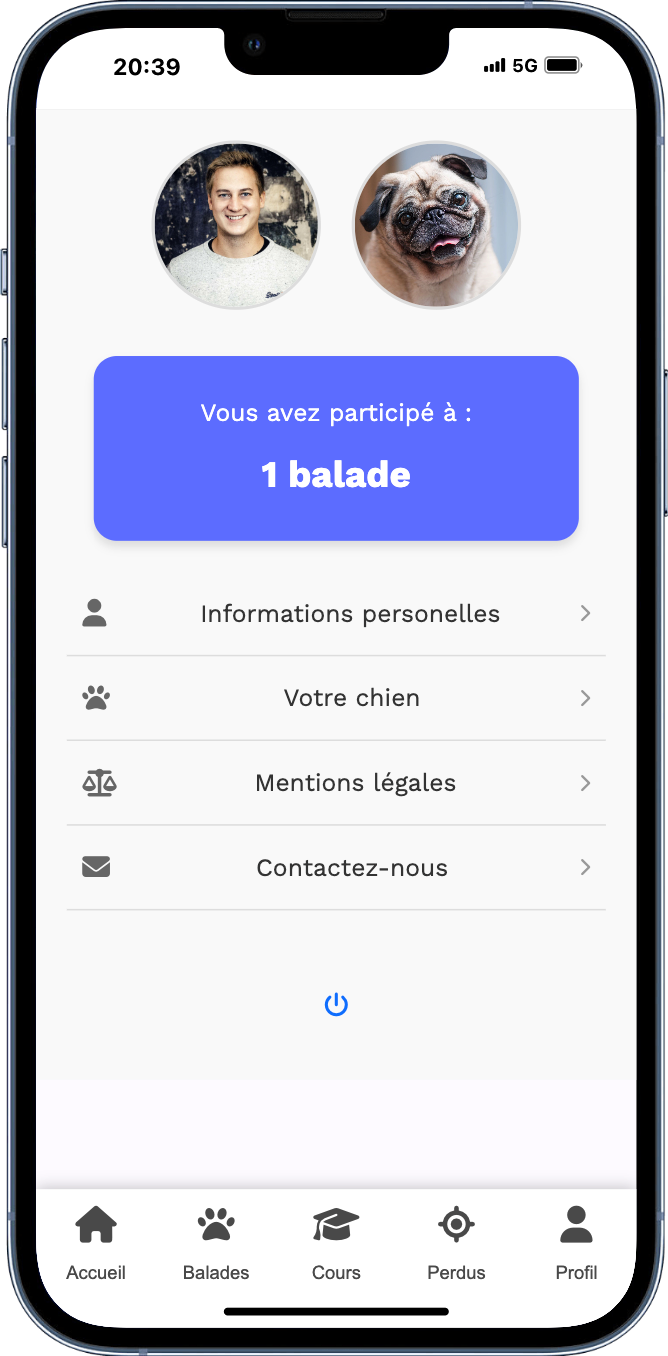 20:39 5G
Vous avez participé à :
1 balade
Informations personelles
Votre chien
Mentions légales
Contactez-nous
Accueil Balades Cours Perdus Profil